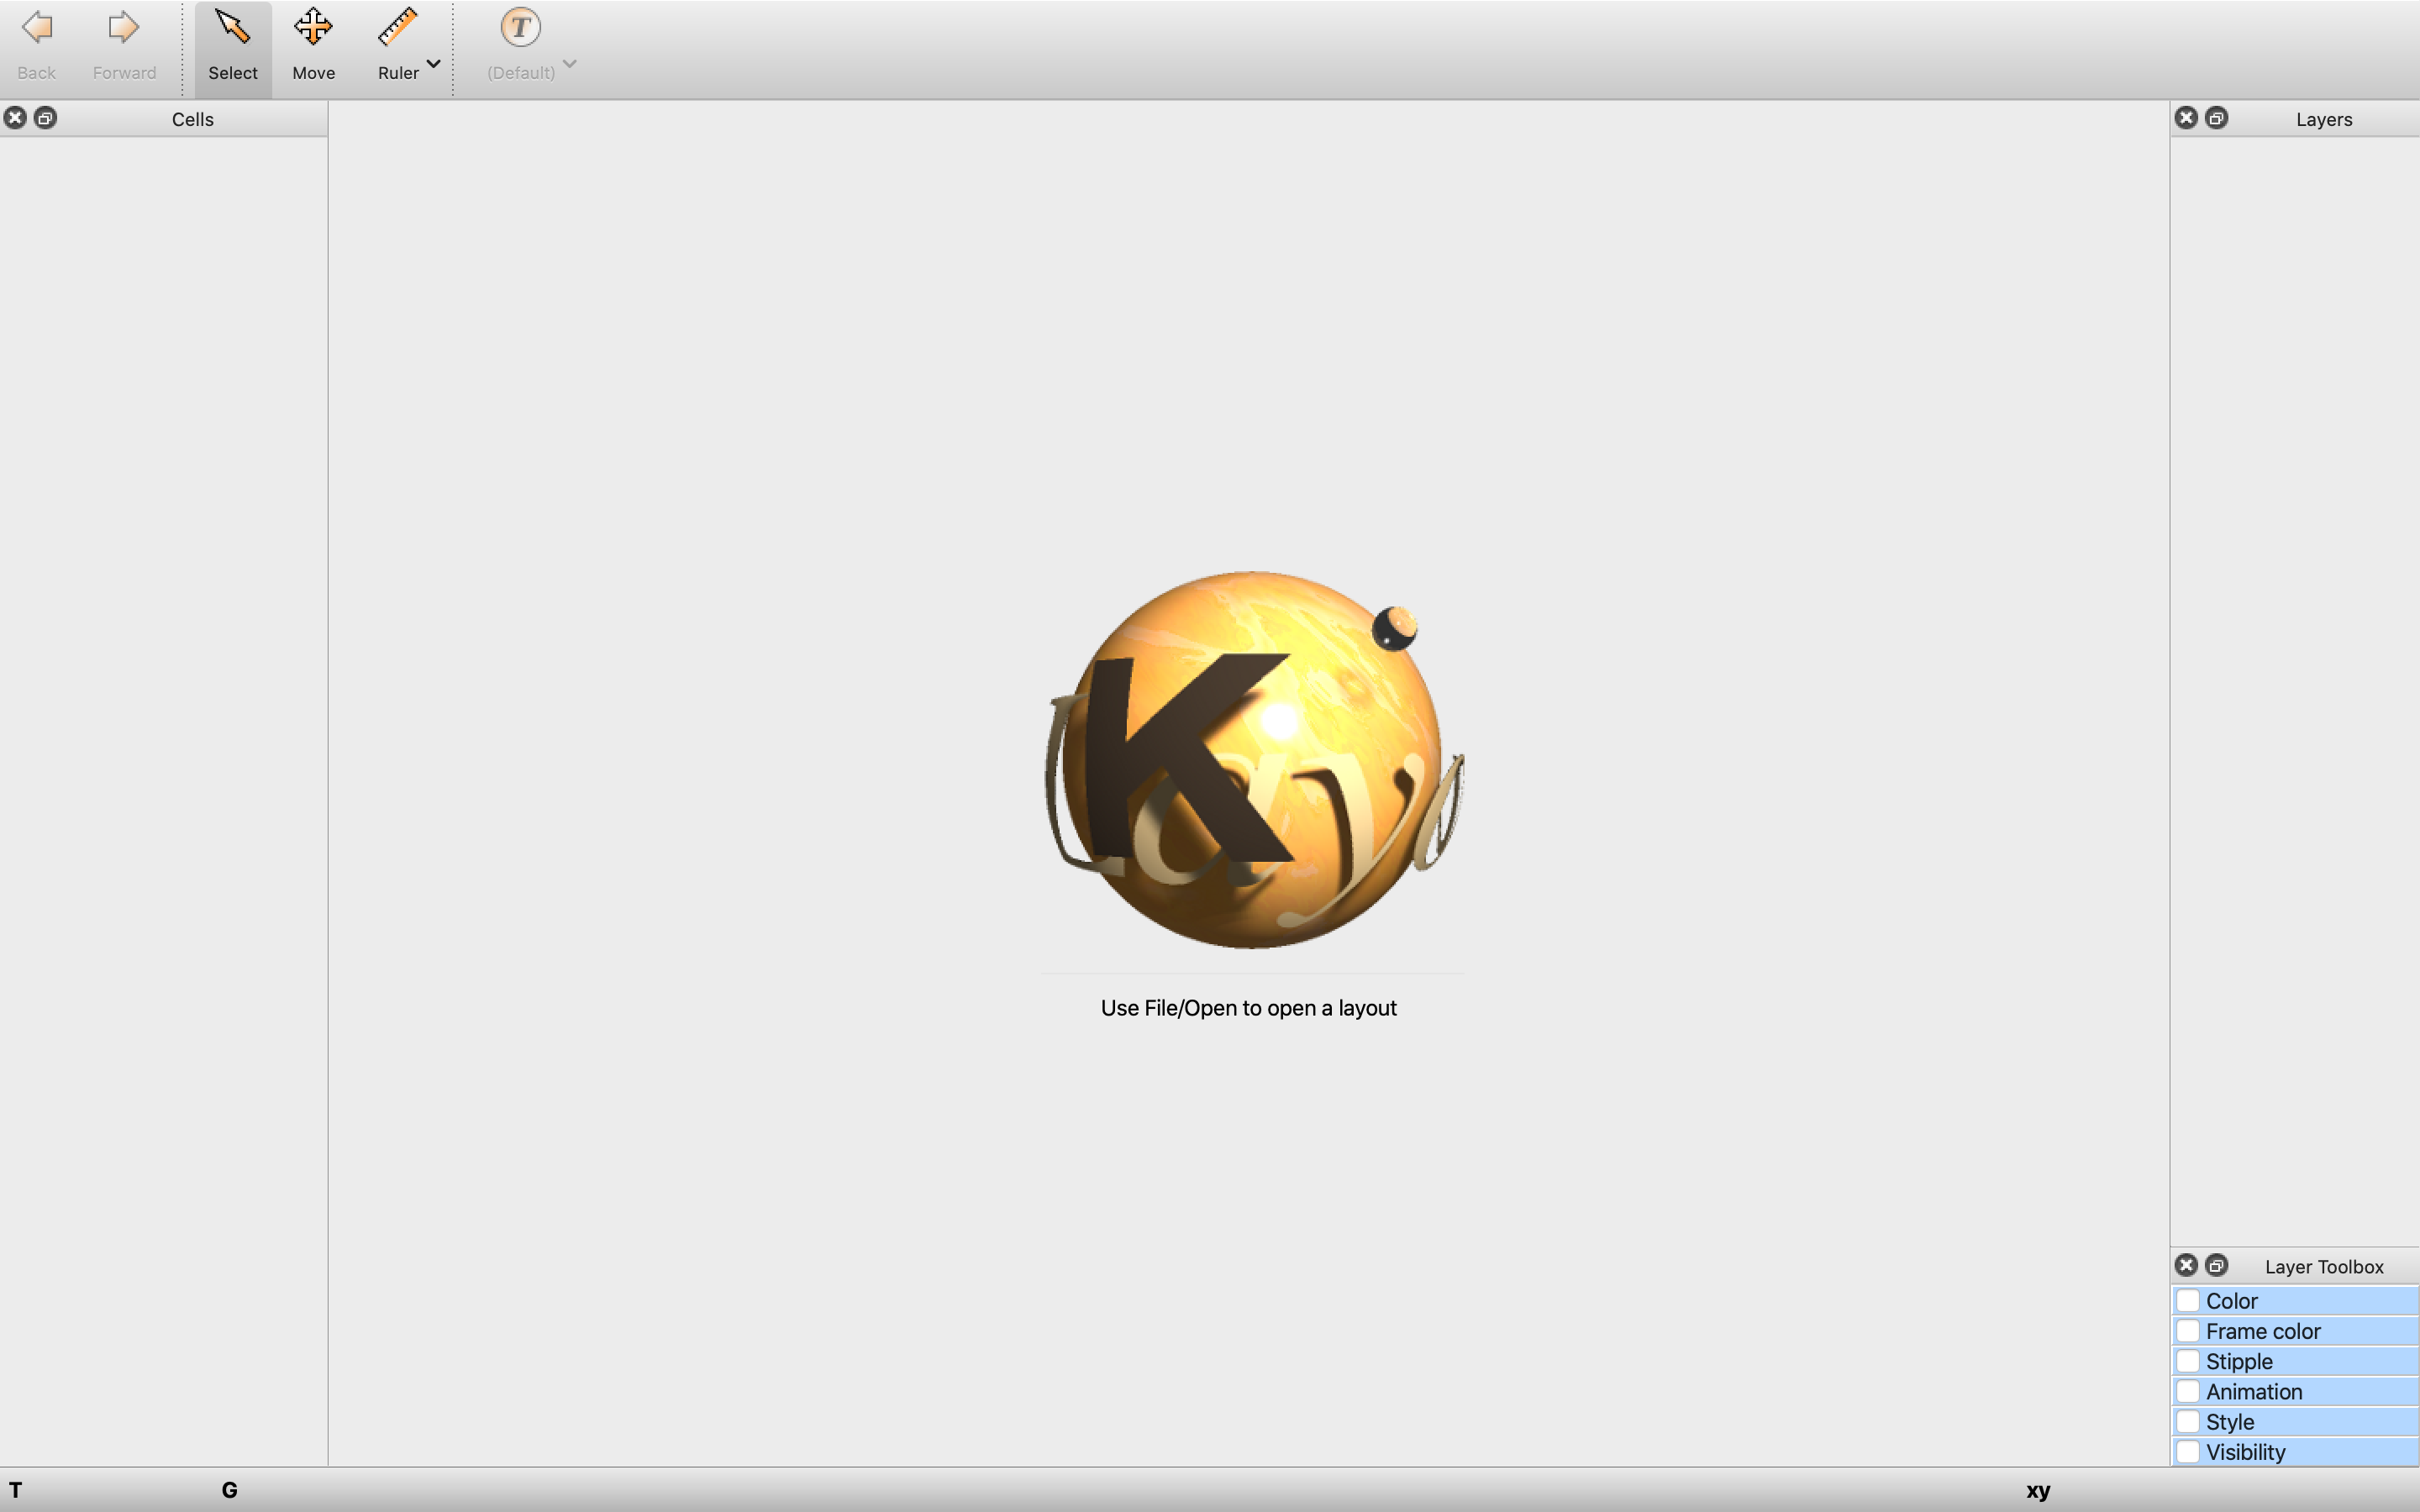 Back Forward Select Move Ruler (Default)
Cells
Layers
K
Layo
Use File/Open to open a layout
Layer Toolbox
Color
Frame color
Stipple
Animation
Style
Visibility
T G xy